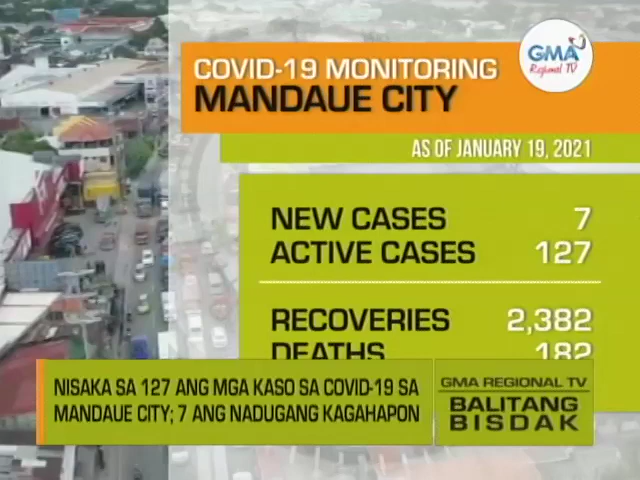 GMA
Regional TV
COVID-19 MONITORING
MANDAUE CITY
AS OF JANUARY 19, 2021
NEW CASES 7
ACTIVE CASES 127
RECOVERIES 2,382
DEATHS 182
NISAKA SA 127 ANG MGA KASO SA COVID-19 SA
MANDAUE CITY; 7 ANG NADUGANG KAGAHAPON
GMA REGIONAL TV
BALITANG
BISDAK